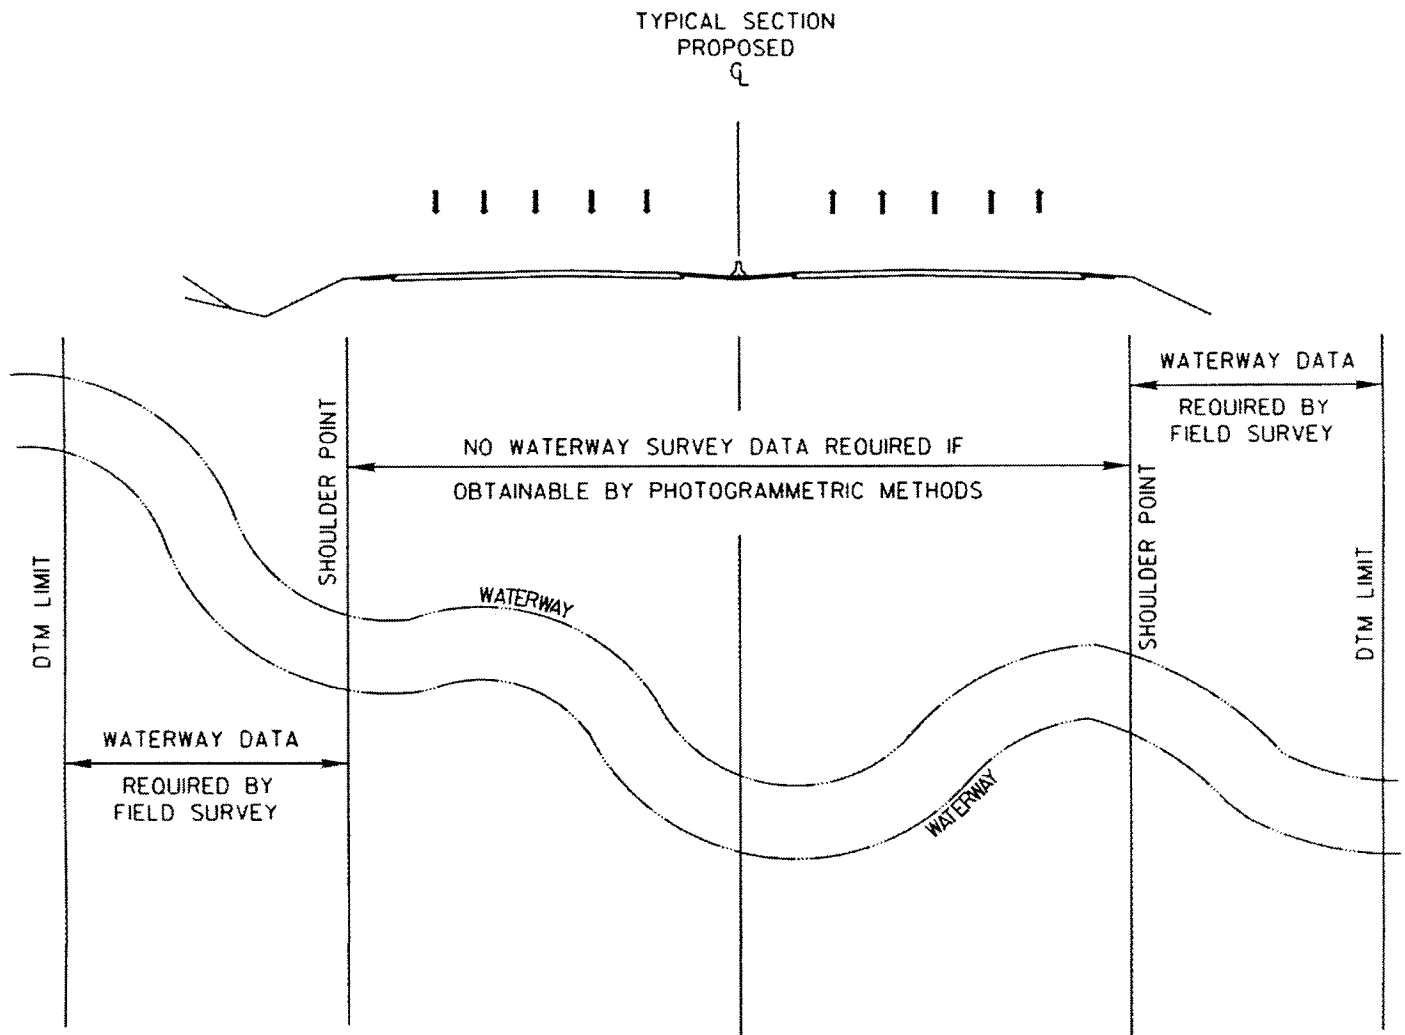 TYPICAL SECTION
PROPOSED
℄
WATERWAY DATA
REQUIRED BY
FIELD SURVEY
NO WATERWAY SURVEY DATA REQUIRED IF
OBTAINABLE BY PHOTOGRAMMETRIC METHODS
SHOULDER POINT
SHOULDER POINT
DTM LIMIT
DTM LIMIT
WATERWAY
WATERWAY DATA
REQUIRED BY
FIELD SURVEY
WATERWAY